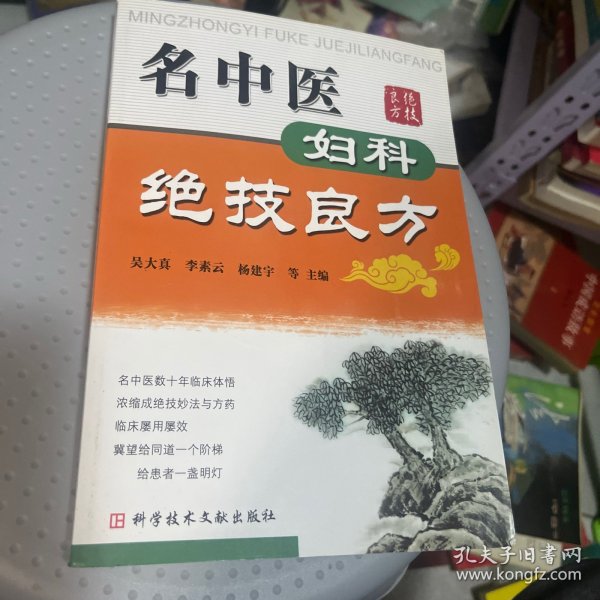 MINGZHONGYI FUKE JUEJILIANGFANG
名中医
绝技
良方
妇科
绝技良方
吴大真 李素云 杨建宇 等 主编
名中医数十年临床体悟
浓缩成绝技妙法与方药
临床屡用屡效
冀望给同道一个阶梯
给患者一盏明灯
科学技术文献出版社
孔夫子旧书网
www.kongfz.com